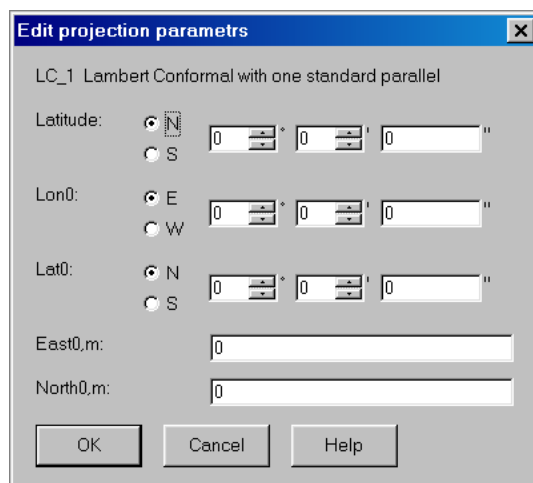 Edit projection parametrs
LC_1 Lambert Conformal with one standard parallel
Latitude: N 0 ° 0 ' 0 "
S
Lon0: E 0 ° 0 ' 0 "
W
Lat0: N 0 ° 0 ' 0 "
S
East0,m: 0
North0,m: 0
OK Cancel Help